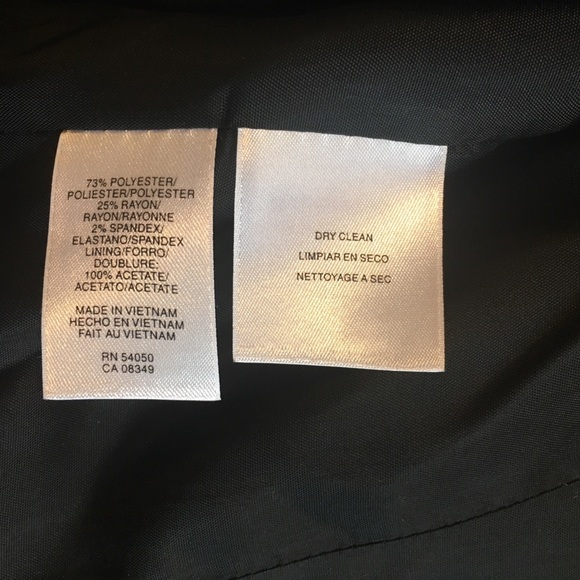 73% POLYESTER/
POLIESTER/POLYESTER
25% RAYON/
RAYON/RAYONNE
2% SPANDEX/
ELASTANO/SPANDEX
LINING/FORRO/
DOUBLURE:
100% ACETATE/
ACETATO/ACETATE
MADE IN VIETNAM
HECHO EN VIETNAM
FAIT AU VIETNAM
RN 54050
CA 08349
DRY CLEAN
LIMPIAR EN SECO
NETTOYAGE A SEC